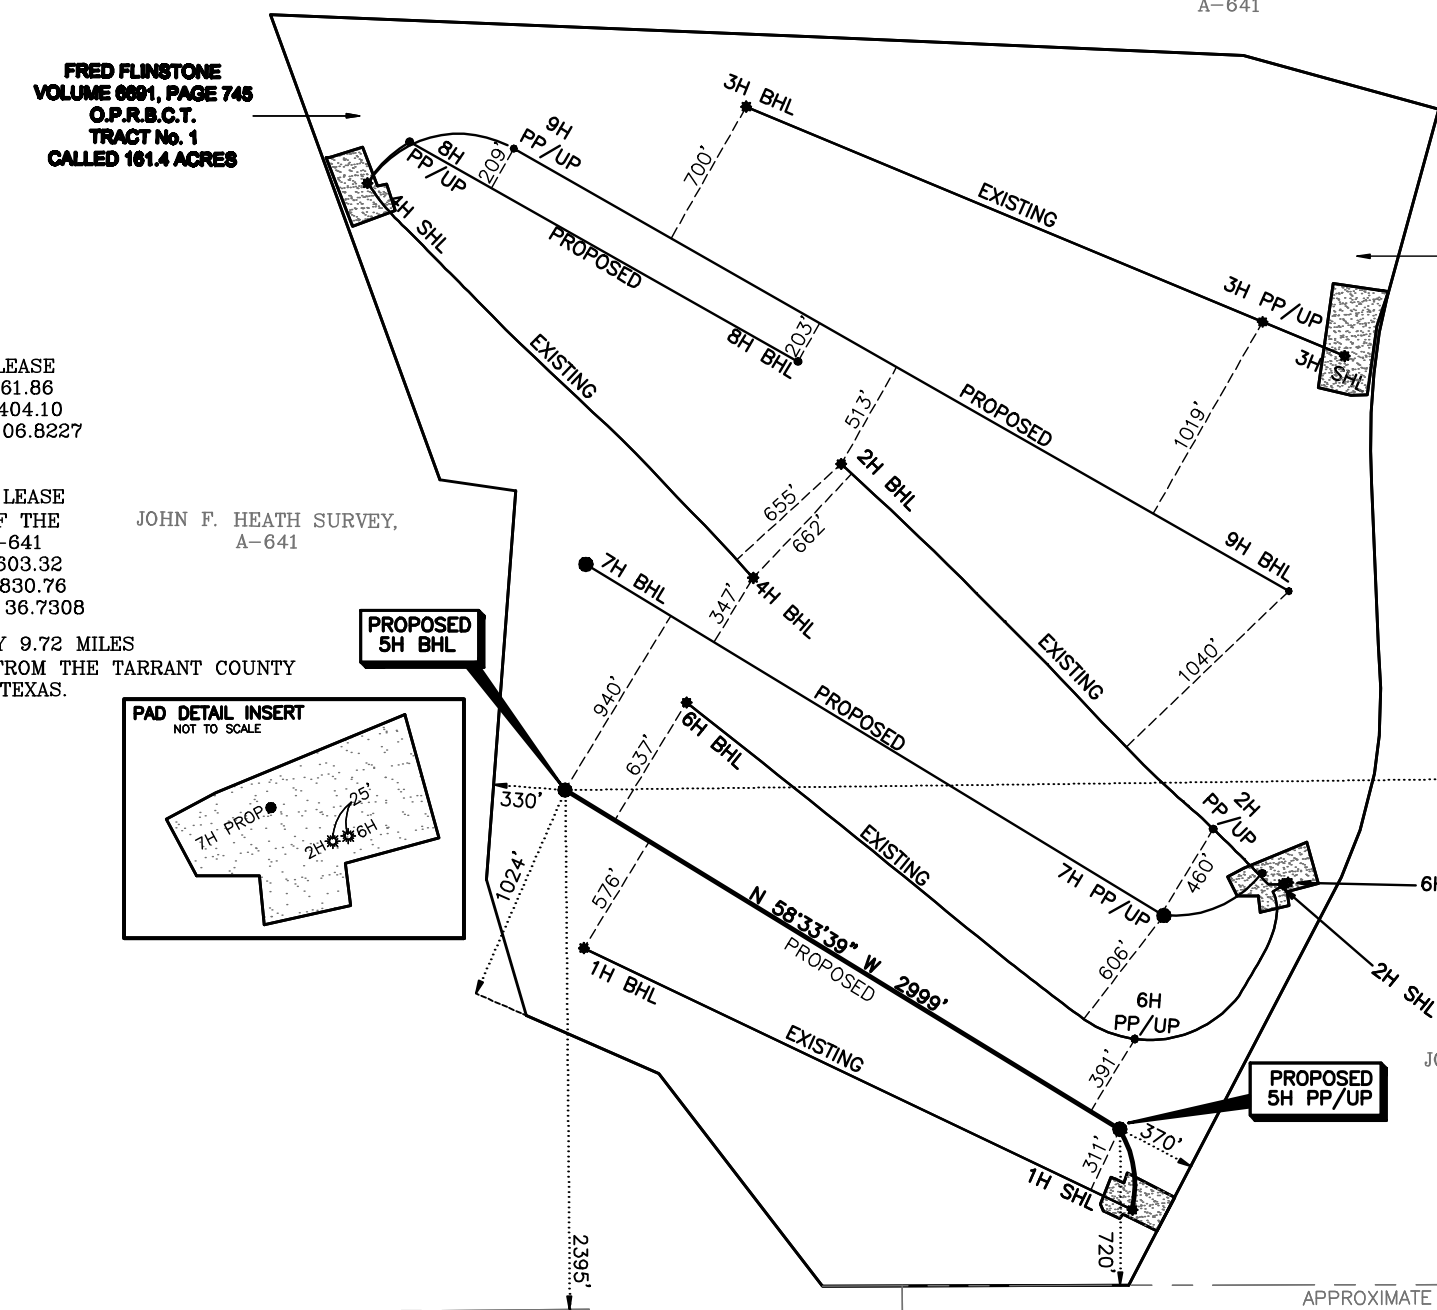 A-641
FRED FLINSTONE
VOLUME 6691, PAGE 745
O.P.R.B.C.T.
TRACT No. 1
CALLED 161.4 ACRES
3H BHL
9H
PP/UP
8H
PP/UP
209'
700'
4H SHL
EXISTING
PROPOSED
3H PP/UP
3H SHL
203'
8H BHL
EXISTING
LEASE
61.86
404.10
06.8227
513'
PROPOSED
1019'
2H BHL
LEASE
F THE
-641
603.32
830.76
36.7308
JOHN F. HEATH SURVEY,
A-641
655'
662'
9H BHL
7H BHL
347'
4H BHL
PROPOSED
5H BHL
Y 9.72 MILES
FROM THE TARRANT COUNTY
TEXAS.
EXISTING
1040'
940'
PROPOSED
6H BHL
637'
PAD DETAIL INSERT
NOT TO SCALE
7H PROP.
25'
2H
6H
330'
2H
PP/UP
EXISTING
1024'
576'
7H PP/UP
460'
6H
N 58°33'39" W 2999'
PROPOSED
606'
1H BHL
2H SHL
6H
PP/UP
EXISTING
391'
JO
PROPOSED
5H PP/UP
370'
311'
1H SHL
2395'
720'
APPROXIMATE